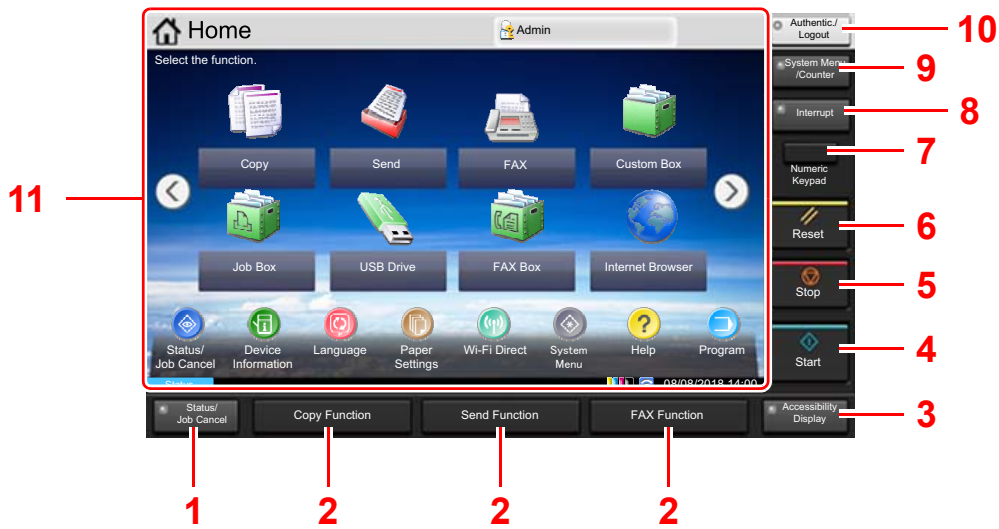 Home
Admin
Authentic./
Logout
10
Select the function.
System Menu
/Counter
9
Interrupt
8
Copy
Send
FAX
Custom Box
7
Numeric
Keypad
11
Reset
6
Job Box
USB Drive
FAX Box
Internet Browser
Stop
5
Status/
Job Cancel
Device
Information
Language
Paper
Settings
Wi-Fi Direct
System
Menu
Help
Program
Start
4
Status
08/08/2018 14:00
Status/
Job Cancel
Copy Function
Send Function
FAX Function
Accessibility
Display
3
1
2
2
2